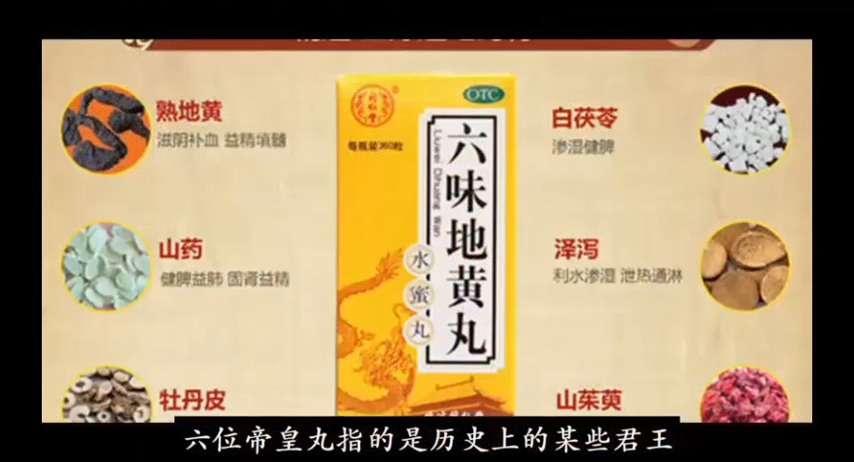 熟地黄
滋阴补血 益精填髓
山药
健脾益肺 固肾益精
牡丹皮
同仁堂
OTC
每瓶装360粒
六味地黄丸
Liuwei Dihuang Wan
水蜜丸
白茯苓
渗湿健脾
泽泻
利水渗湿 泄热通淋
山茱萸
六位帝皇丸指的是历史上的某些君王